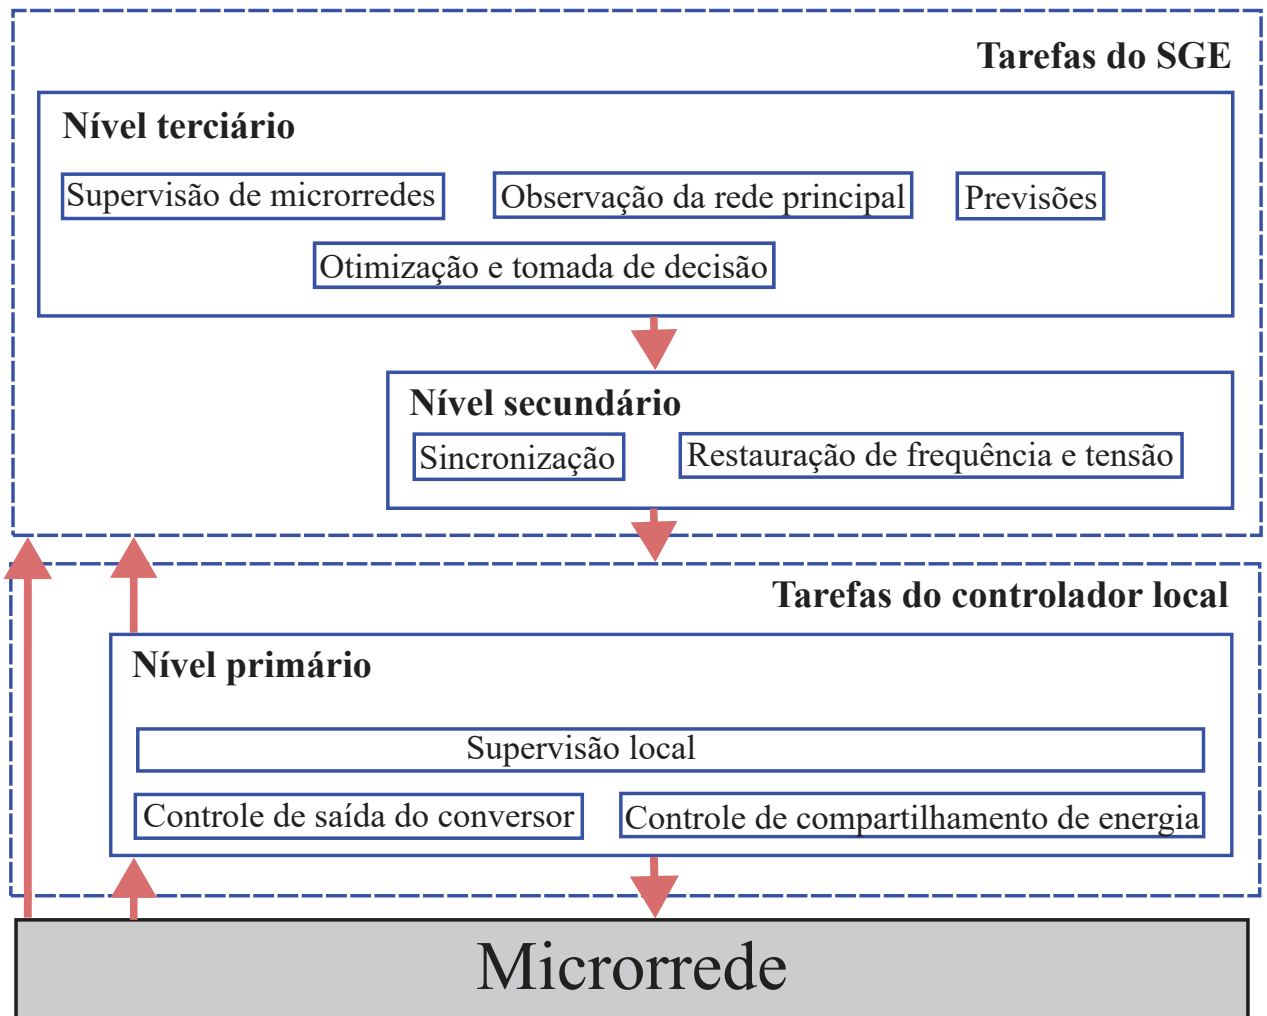 Tarefas do SGE
Nível terciário
Supervisão de microrredes
Observação da rede principal
Previsões
Otimização e tomada de decisão
Nível secundário
Sincronização
Restauração de frequência e tensão
Tarefas do controlador local
Nível primário
Supervisão local
Controle de saída do conversor
Controle de compartilhamento de energia
Microrrede